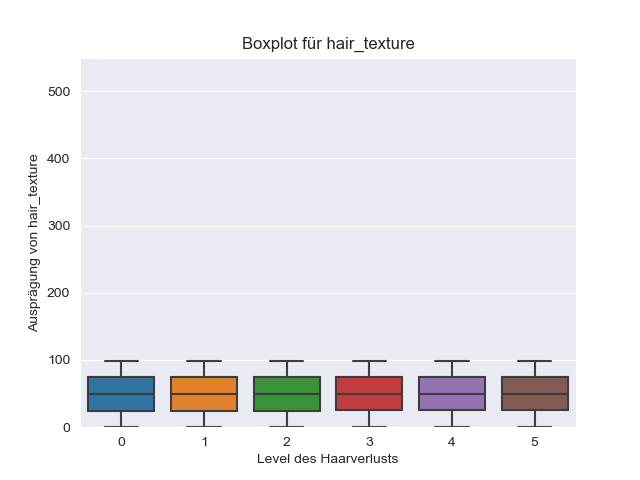 Boxplot für hair_texture
Ausprägung von hair_texture
500
400
300
200
100
0
0 1 2 3 4 5
Level des Haarverlusts